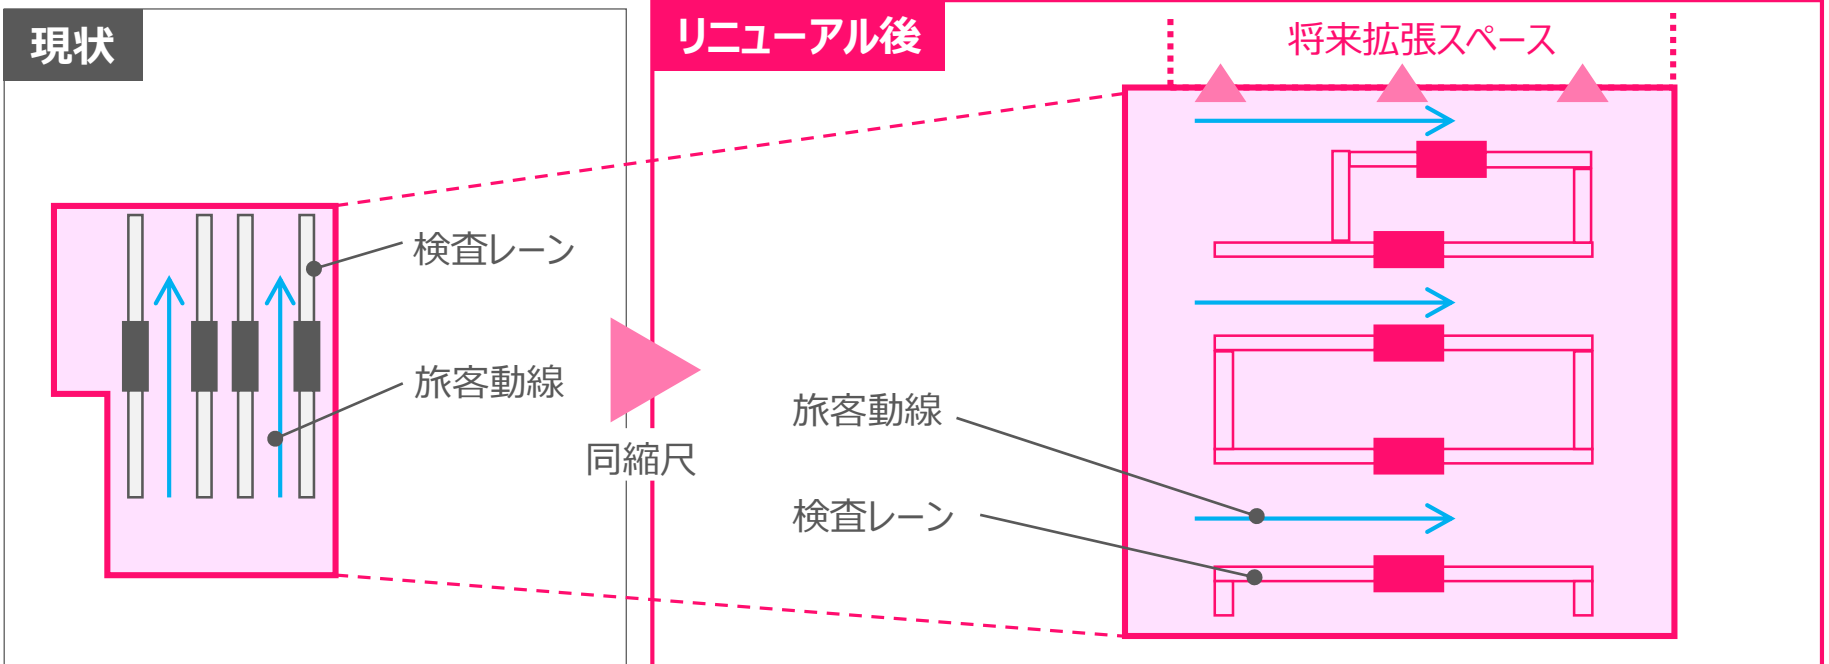 現状
検査レーン
旅客動線
同縮尺
リニューアル後
将来拡張スペース
旅客動線
検査レーン